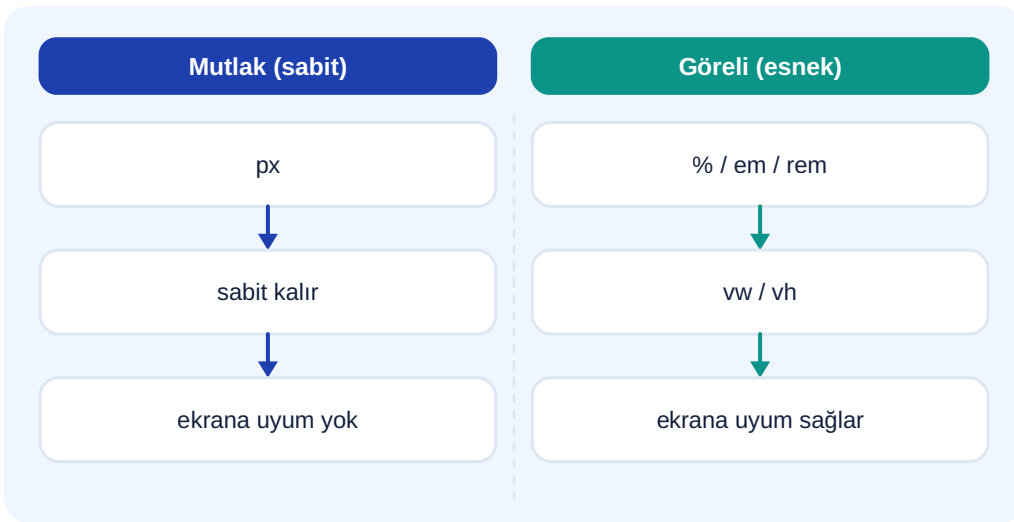 Mutlak (sabit)
px
sabit kalır
ekrana uyum yok
Göreli (esnek)
% / em / rem
vw / vh
ekrana uyum sağlar